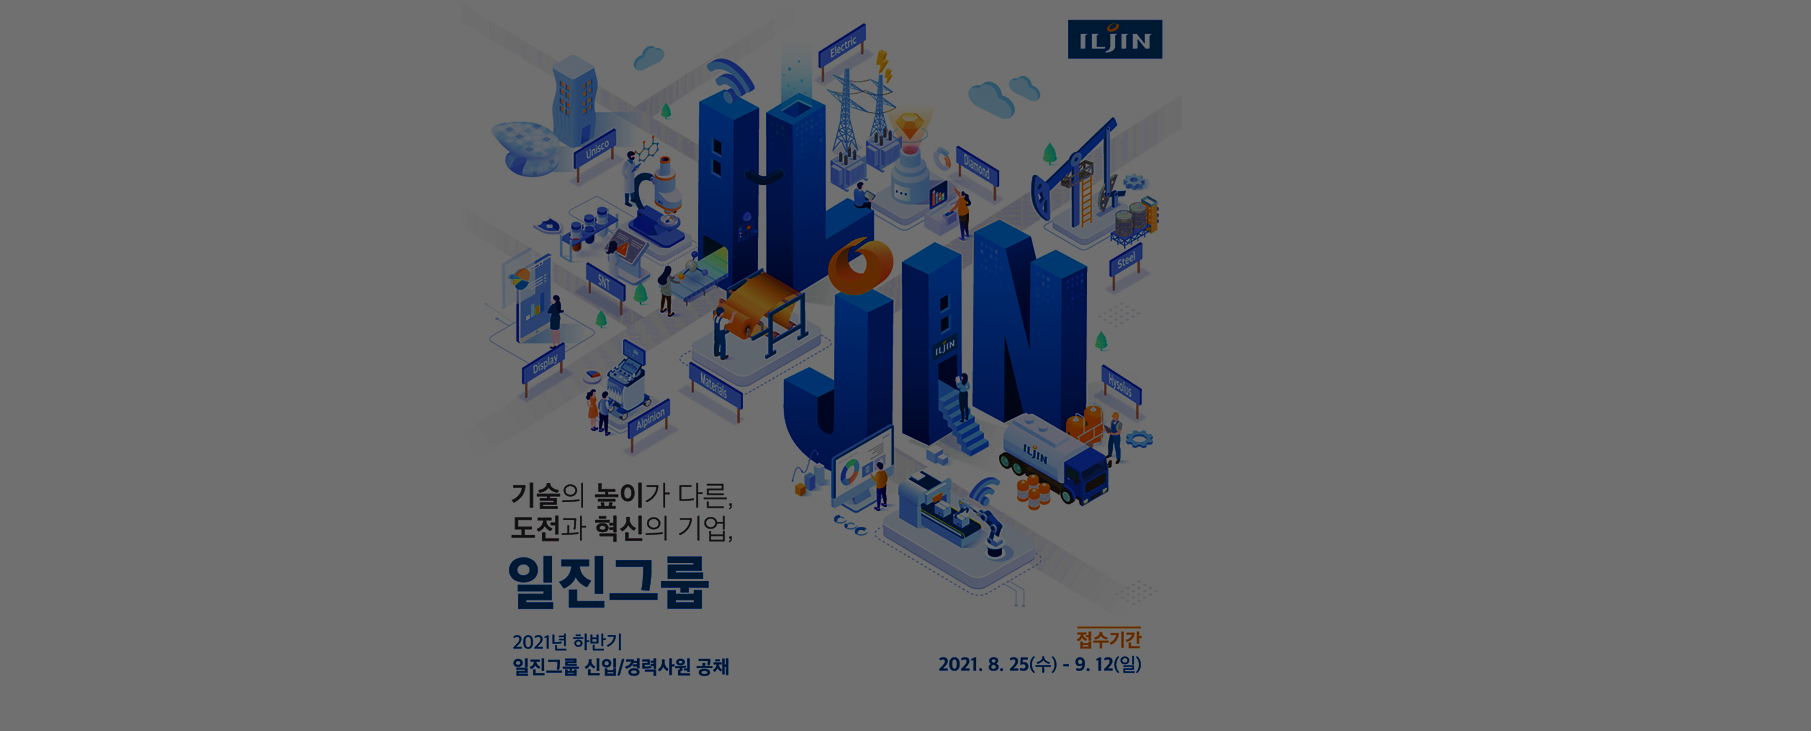 ILJIN
Electric
Unisco
Diamond
Steel
SNT
Display
Materials
Alpinion
ILJIN
Hysolus
ILJIN
기술의 높이가 다른,
도전과 혁신의 기업,
일진그룹
2021년 하반기
일진그룹 신입/경력사원 공채
접수기간
2021. 8. 25(수) - 9. 12(일)